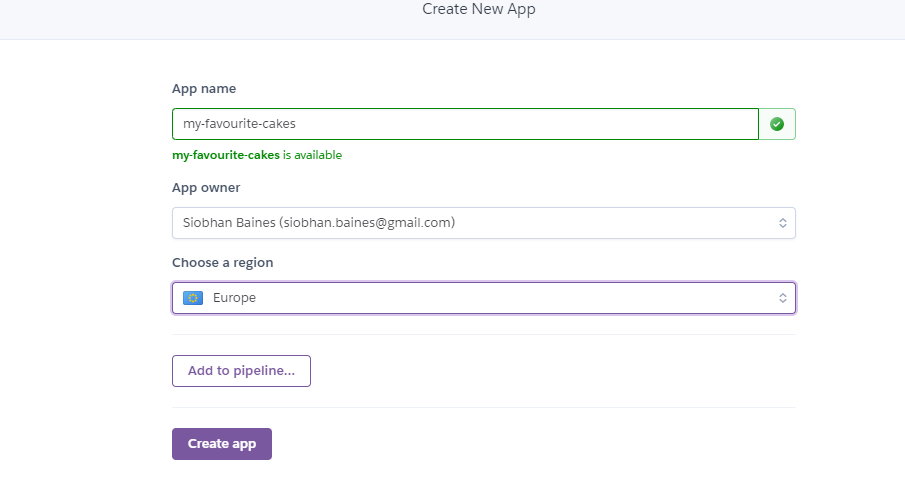 Create New App
App name
my-favourite-cakes
my-favourite-cakes is available
App owner
Siobhan Baines (siobhan.baines@gmail.com)
Choose a region
Europe
Add to pipeline...
Create app